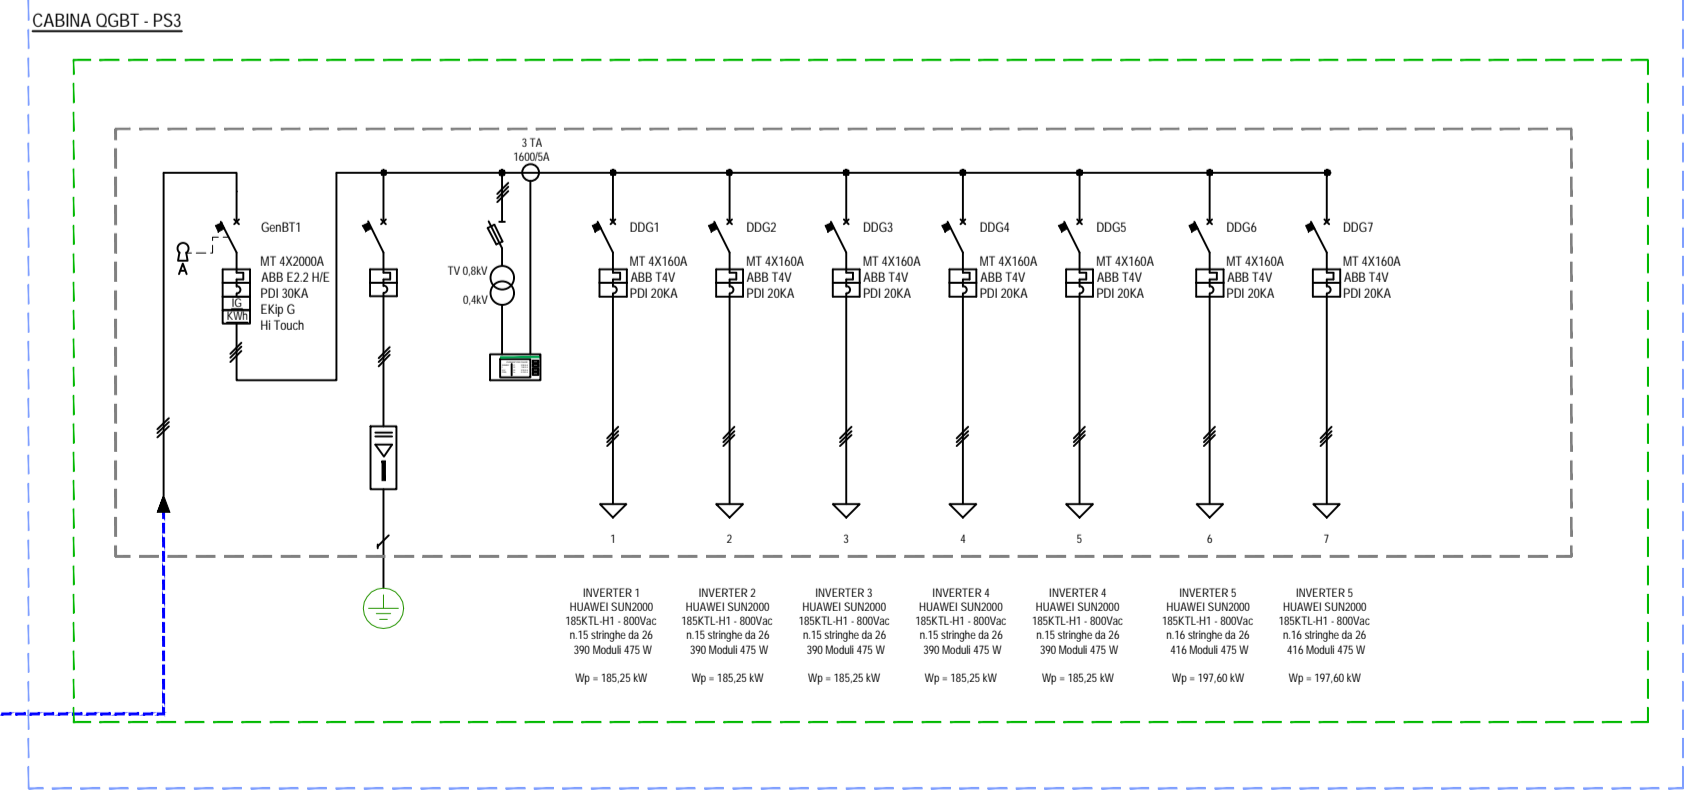 CABINA QGBT - PS3
3 TA
1600/5A
GenBT1
MT 4X2000A
ABB E2.2 H/E
PDI 30KA
EKip G
Hi Touch
A
IG
KWh
TV 0,8kV
0,4kV
DDG1
MT 4X160A
ABB T4V
PDI 20KA
DDG2
MT 4X160A
ABB T4V
PDI 20KA
DDG3
MT 4X160A
ABB T4V
PDI 20KA
DDG4
MT 4X160A
ABB T4V
PDI 20KA
DDG5
MT 4X160A
ABB T4V
PDI 20KA
DDG6
MT 4X160A
ABB T4V
PDI 20KA
DDG7
MT 4X160A
ABB T4V
PDI 20KA
1
2
3
4
5
6
7
INVERTER 1
HUAWEI SUN2000
185KTL-H1 - 800Vac
n.15 stringhe da 26
390 Moduli 475 W
Wp = 185,25 kW
INVERTER 2
HUAWEI SUN2000
185KTL-H1 - 800Vac
n.15 stringhe da 26
390 Moduli 475 W
Wp = 185,25 kW
INVERTER 3
HUAWEI SUN2000
185KTL-H1 - 800Vac
n.15 stringhe da 26
390 Moduli 475 W
Wp = 185,25 kW
INVERTER 4
HUAWEI SUN2000
185KTL-H1 - 800Vac
n.15 stringhe da 26
390 Moduli 475 W
Wp = 185,25 kW
INVERTER 4
HUAWEI SUN2000
185KTL-H1 - 800Vac
n.15 stringhe da 26
390 Moduli 475 W
Wp = 185,25 kW
INVERTER 5
HUAWEI SUN2000
185KTL-H1 - 800Vac
n.16 stringhe da 26
416 Moduli 475 W
Wp = 197,60 kW
INVERTER 5
HUAWEI SUN2000
185KTL-H1 - 800Vac
n.16 stringhe da 26
416 Moduli 475 W
Wp = 197,60 kW